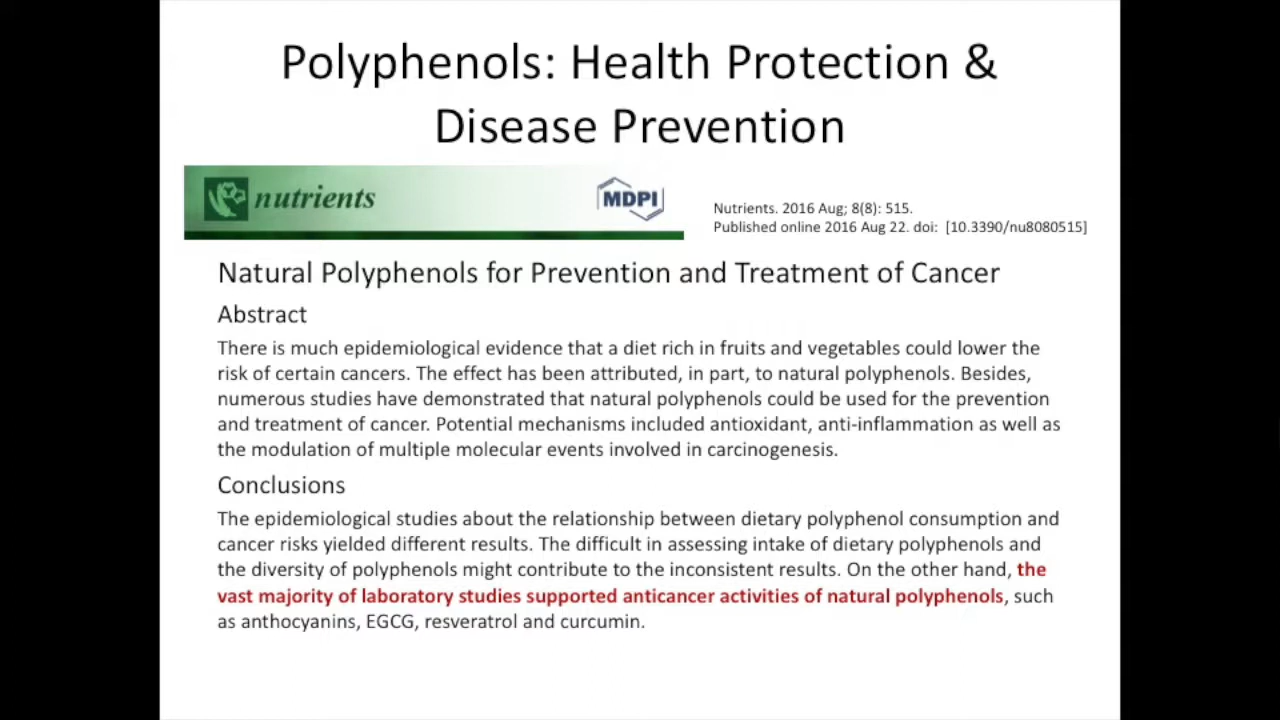 Polyphenols: Health Protection &
Disease Prevention
nutrients
MDPI
Nutrients. 2016 Aug; 8(8): 515.
Published online 2016 Aug 22. doi: [10.3390/nu8080515]
Natural Polyphenols for Prevention and Treatment of Cancer
Abstract
There is much epidemiological evidence that a diet rich in fruits and vegetables could lower the
risk of certain cancers. The effect has been attributed, in part, to natural polyphenols. Besides,
numerous studies have demonstrated that natural polyphenols could be used for the prevention
and treatment of cancer. Potential mechanisms included antioxidant, anti-inflammation as well as
the modulation of multiple molecular events involved in carcinogenesis.
Conclusions
The epidemiological studies about the relationship between dietary polyphenol consumption and
cancer risks yielded different results. The difficult in assessing intake of dietary polyphenols and
the diversity of polyphenols might contribute to the inconsistent results. On the other hand, the
vast majority of laboratory studies supported anticancer activities of natural polyphenols, such
as anthocyanins, EGCG, resveratrol and curcumin.